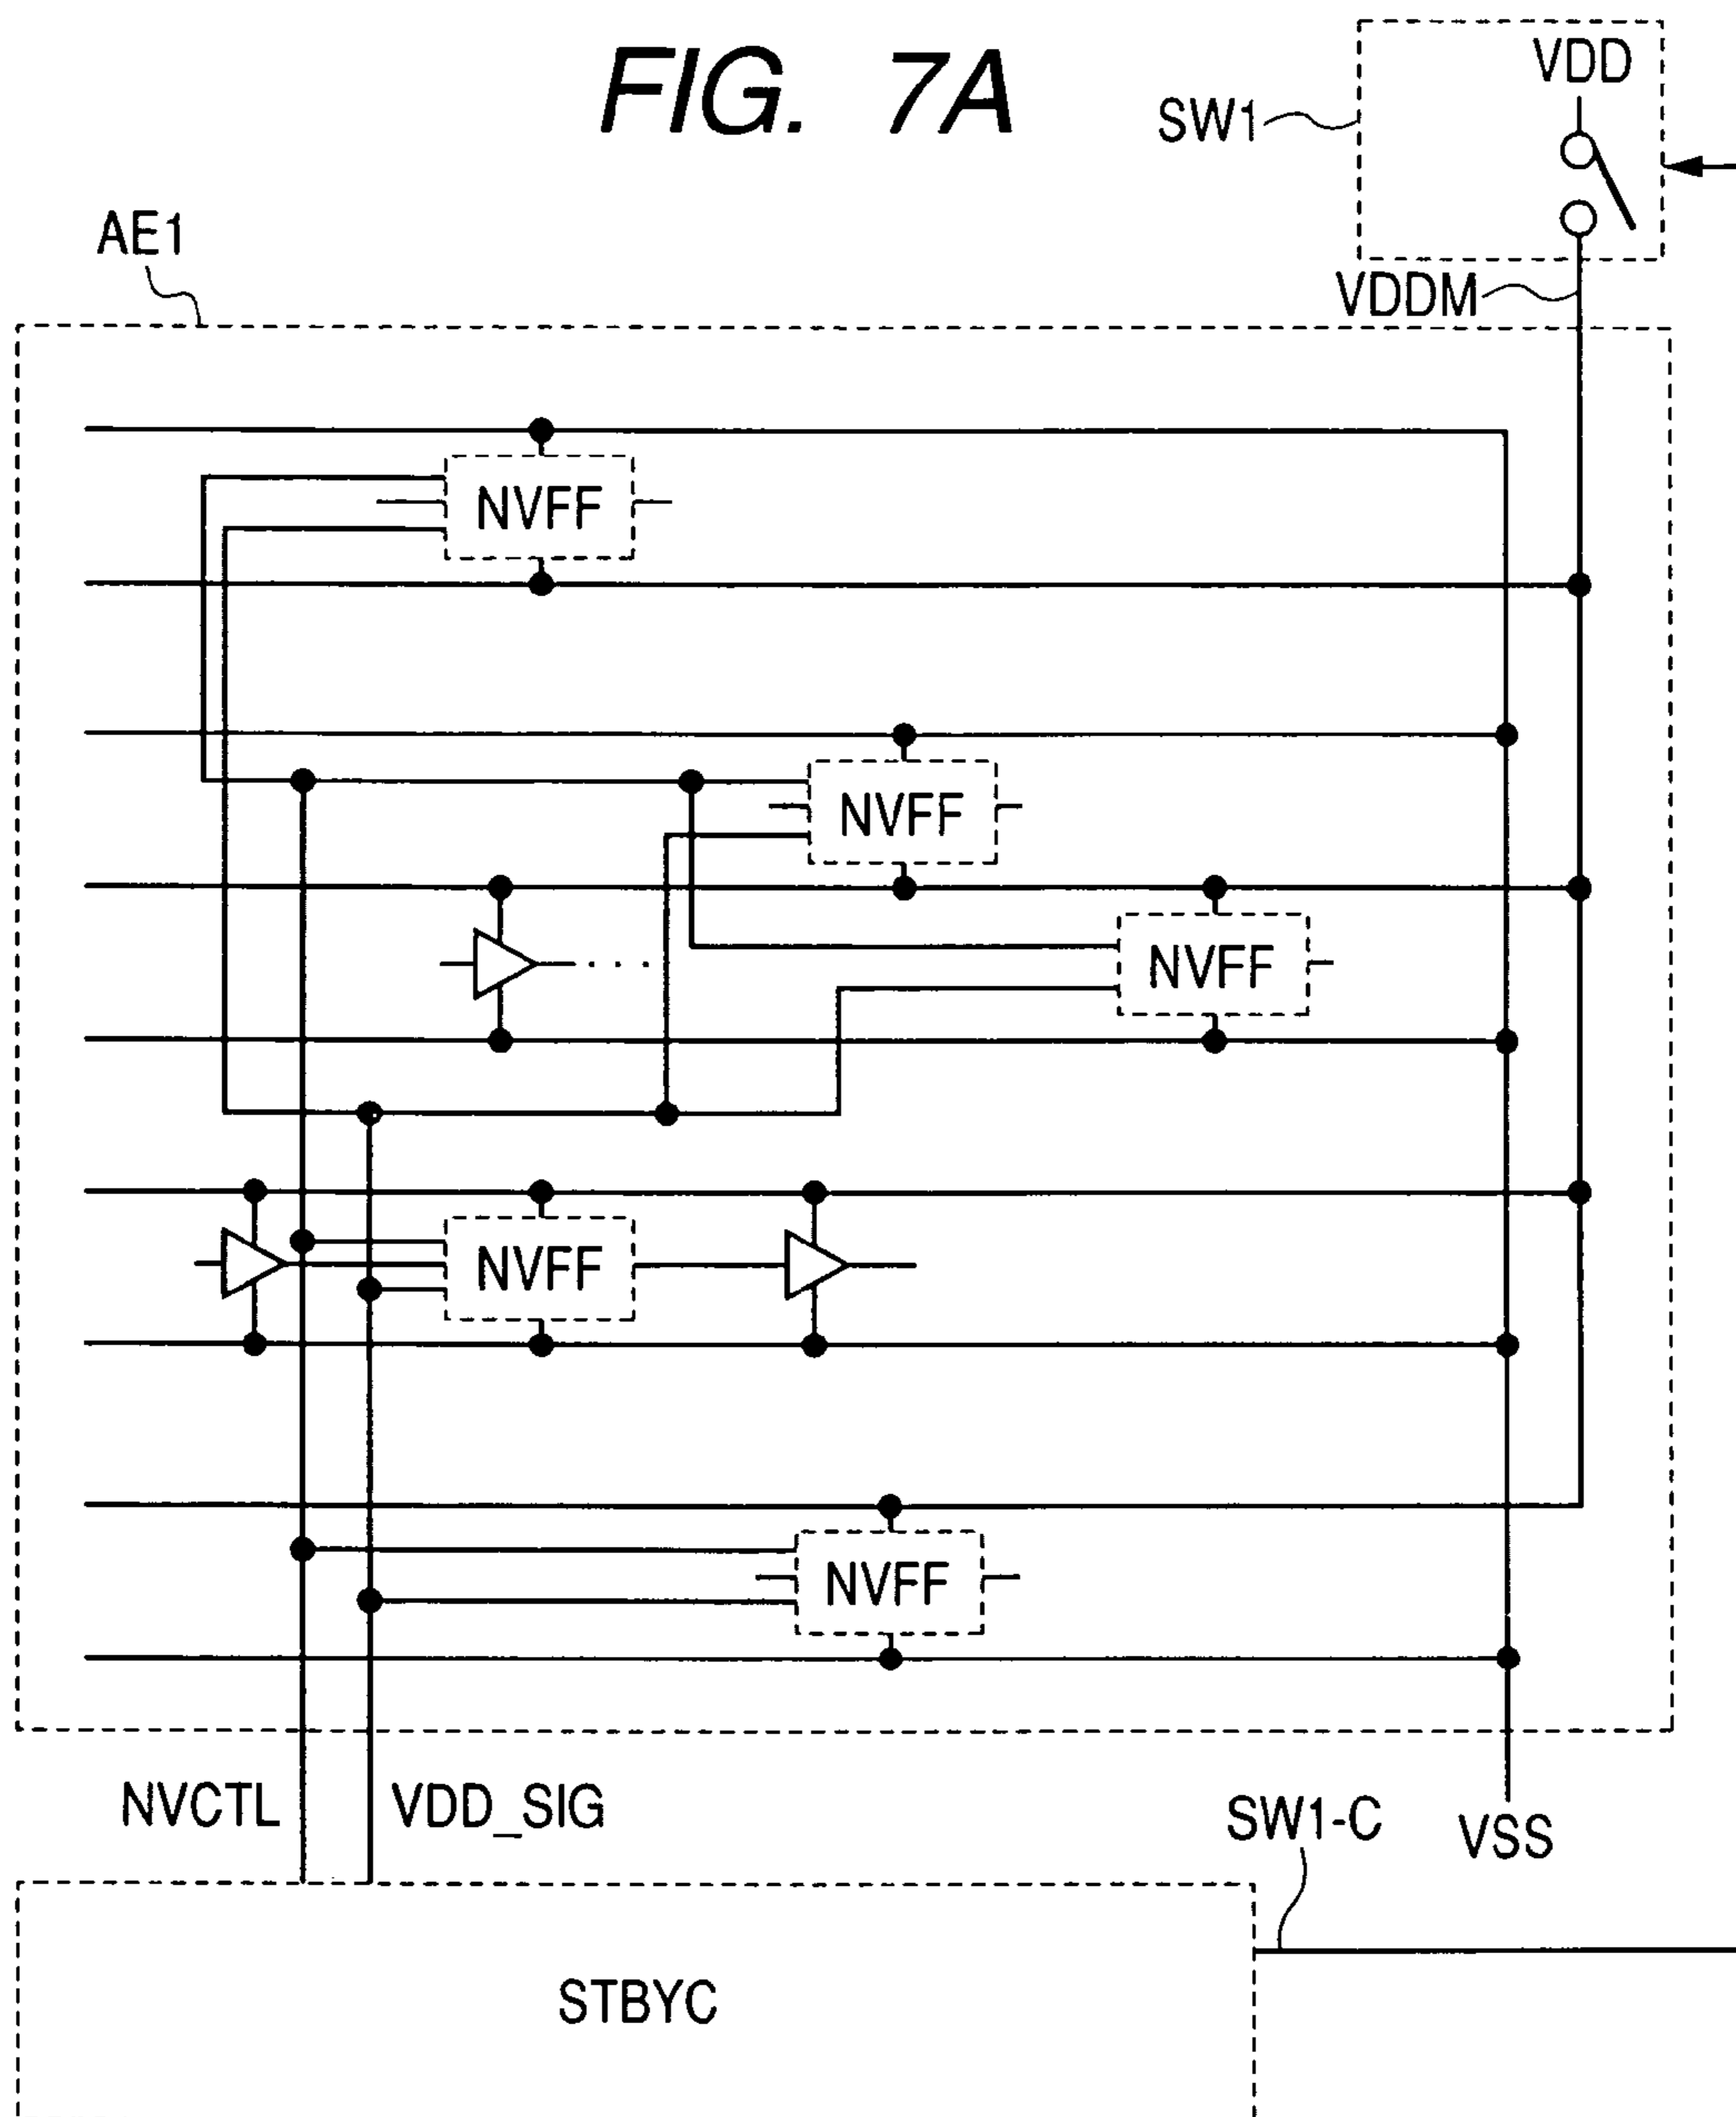 FIG. 7A
VDD
SW1
AE1
VDDM
NVFF
NVFF
NVFF
NVFF
NVFF
NVCTL
VDD_SIG
SW1-C
VSS
STBYC